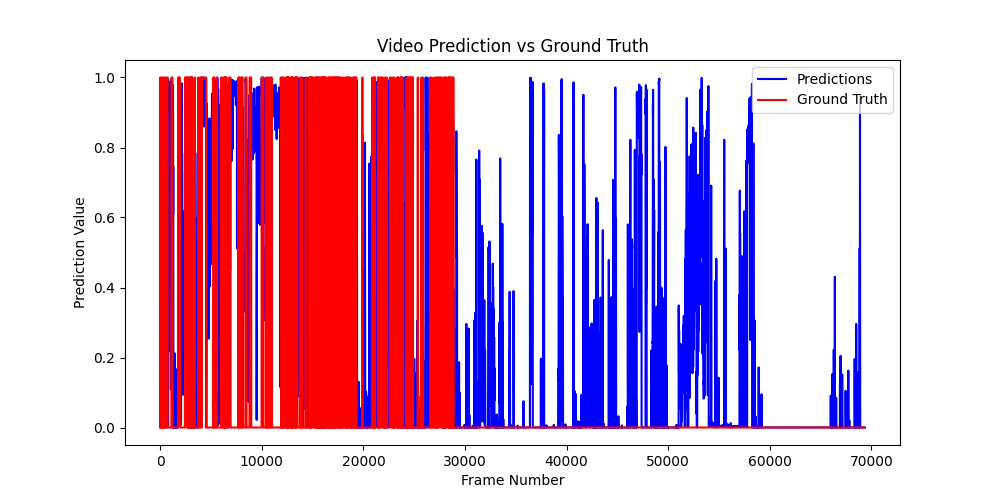 Video Prediction vs Ground Truth
Predictions
Ground Truth
Prediction Value
1.0
0.8
0.6
0.4
0.2
0.0
0 10000 20000 30000 40000 50000 60000 70000
Frame Number